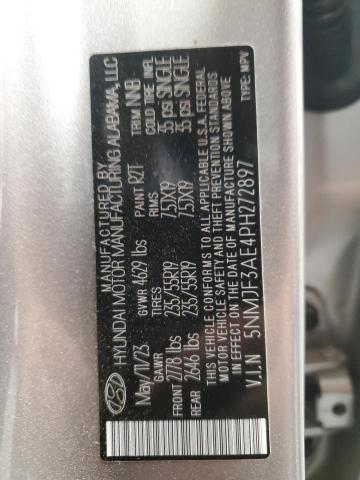 MANUFACTURED BY
HYUNDAI MOTOR MANUFACTURING ALABAMA, LLC
May/11/23 GVWR 4629 lbs PAINT R2T TRIM NNB
GAWR TIRES RIMS COLD TIRE INFL
FRONT 2778 lbs 235/55R19 7.5JX19 35 psi SINGLE
REAR 2646 lbs 235/55R19 7.5JX19 35 psi SINGLE
THIS VEHICLE CONFORMS TO ALL APPLICABLE U.S.A. FEDERAL
MOTOR VEHICLE SAFETY AND THEFT PREVENTION STANDARDS
IN EFFECT ON THE DATE OF MANUFACTURE SHOWN ABOVE
V.I.N 5NMJF3AE4PH272897 TYPE: MPV